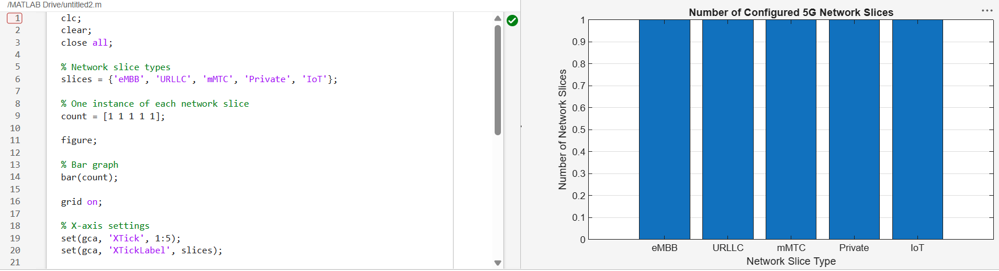 /MATLAB Drive/untitled2.m
1 clc;
2 clear;
3 close all;
4
5 % Network slice types
6 slices = {'eMBB', 'URLLC', 'mMTC', 'Private', 'IoT'};
7
8 % One instance of each network slice
9 count = [1 1 1 1 1];
10
11 figure;
12
13 % Bar graph
14 bar(count);
15
16 grid on;
17
18 % X-axis settings
19 set(gca, 'XTick', 1:5);
20 set(gca, 'XTickLabel', slices);
21
Number of Configured 5G Network Slices
Number of Network Slices
1
0.9
0.8
0.7
0.6
0.5
0.4
0.3
0.2
0.1
0
eMBB URLLC mMTC Private IoT
Network Slice Type